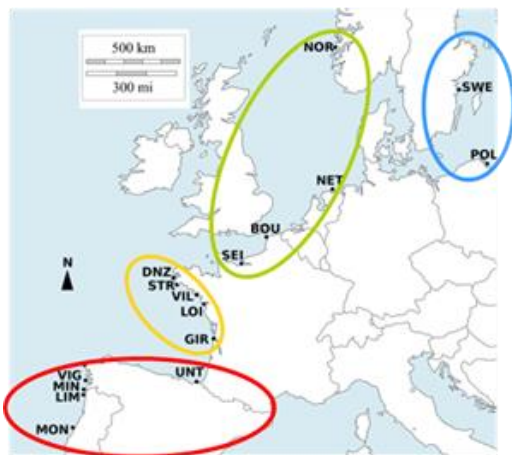 500 km
300 mi
NOR
SWE
POL
NET
BOU
SEI
N
DNZ
STR
VIL
LOI
GIR
VIG
MIN
LIM
UNT
MON